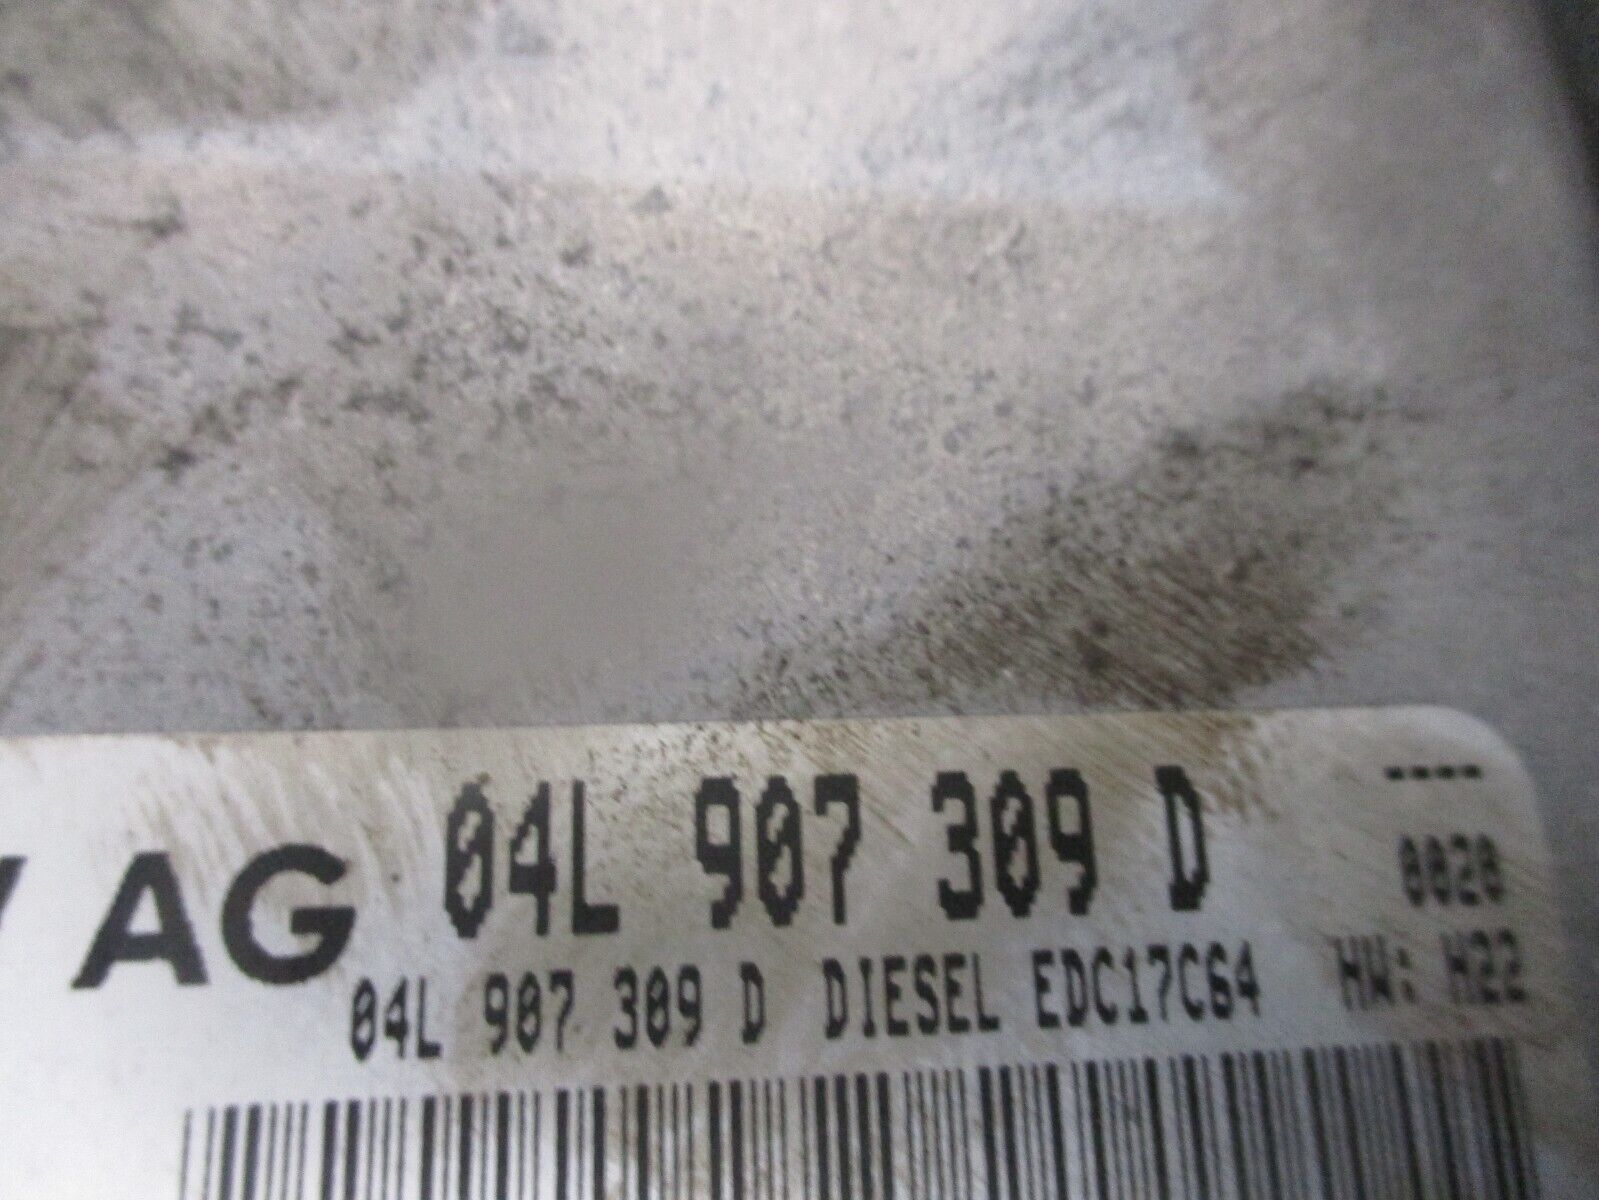 AG 04L 907 309 D ----
0020
04L 907 309 D DIESEL EDC17C64 HW: H22